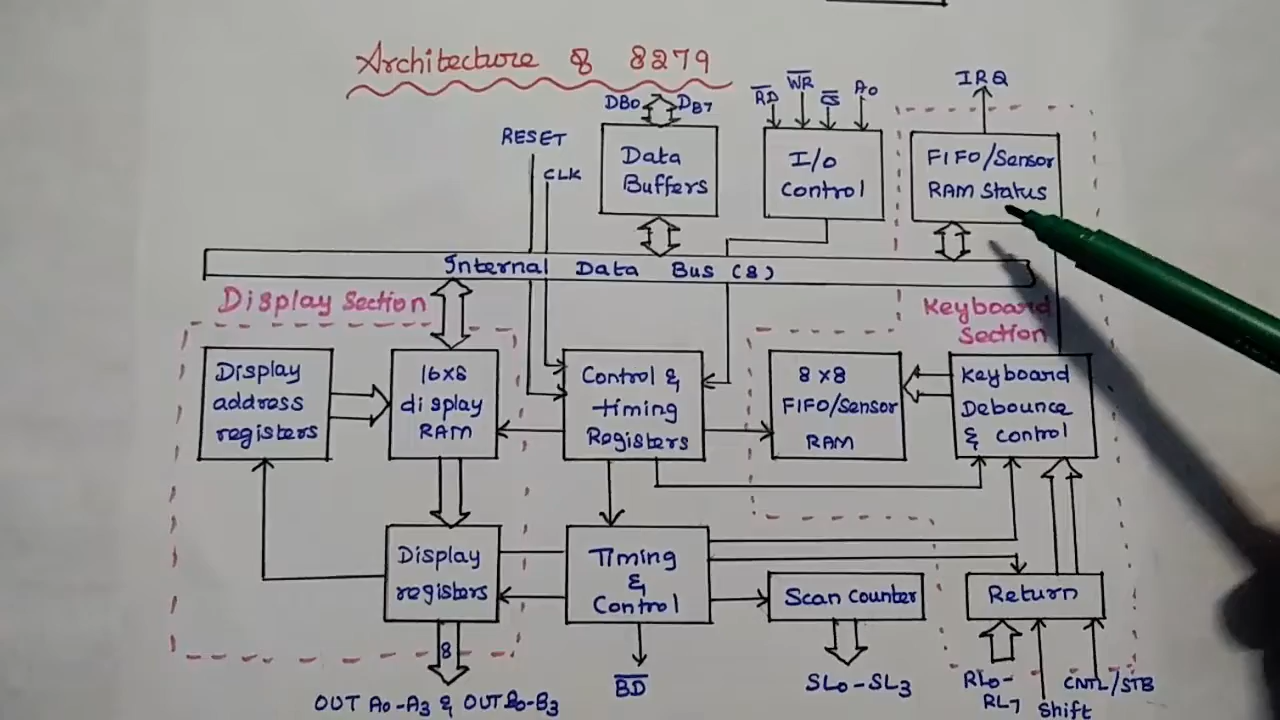 Architecture & 8279
DB0 DB7
RD WR CS A0
IRQ
RESET
CLK
Data
Buffers
I/O
Control
FIFO/Sensor
RAM Status
Internal Data Bus (8)
Display Section
Keyboard
Section
Display
address
registers
16x8
display
RAM
Control &
timing
Registers
8x8
FIFO/Sensor
RAM
Keyboard
Debounce
& control
Display
registers
Timing
&
Control
Scan Counter
Return
8
OUT A0-A3 & OUT B0-B3
BD
SL0-SL3
RL0-
RL7
Shift
CNTL/STB